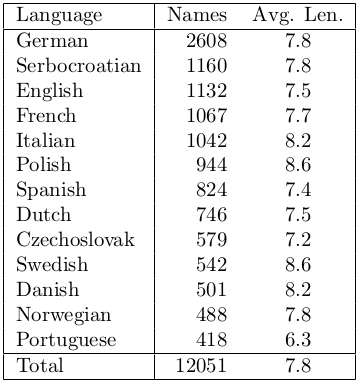 Language Names Avg. Len.
German 2608 7.8
Serbocroatian 1160 7.8
English 1132 7.5
French 1067 7.7
Italian 1042 8.2
Polish 944 8.6
Spanish 824 7.4
Dutch 746 7.5
Czechoslovak 579 7.2
Swedish 542 8.6
Danish 501 8.2
Norwegian 488 7.8
Portuguese 418 6.3
Total 12051 7.8